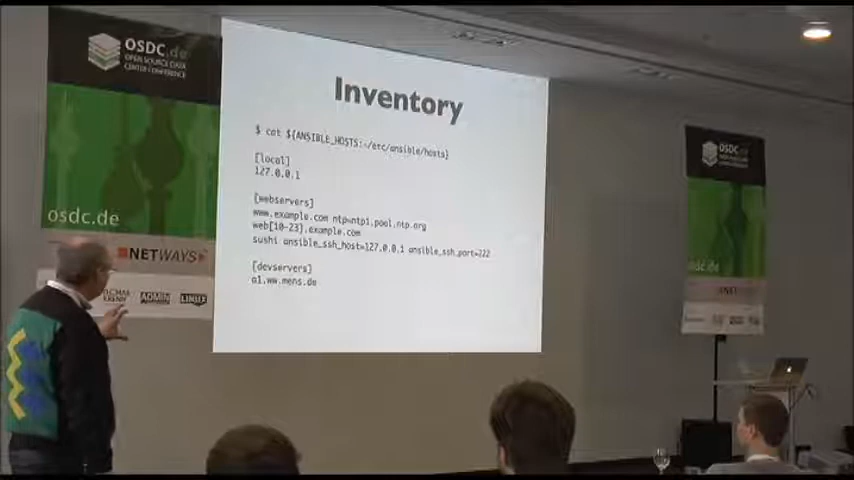 OSDC.de
OPEN SOURCE DATA
CENTER CONFERENCE
osdc.de
NETWAYS
ADMIN
LINUX
Inventory
$ cat ${ANSIBLE_HOSTS:-/etc/ansible/hosts}
[local]
127.0.0.1
[webservers]
www.example.com ntp=ntp1.pool.ntp.org
web[10-23].example.com
sushi ansible_ssh_host=127.0.0.1 ansible_ssh_port=222
[devservers]
a1.ww.mens.de
OSDC.de
osdc.de